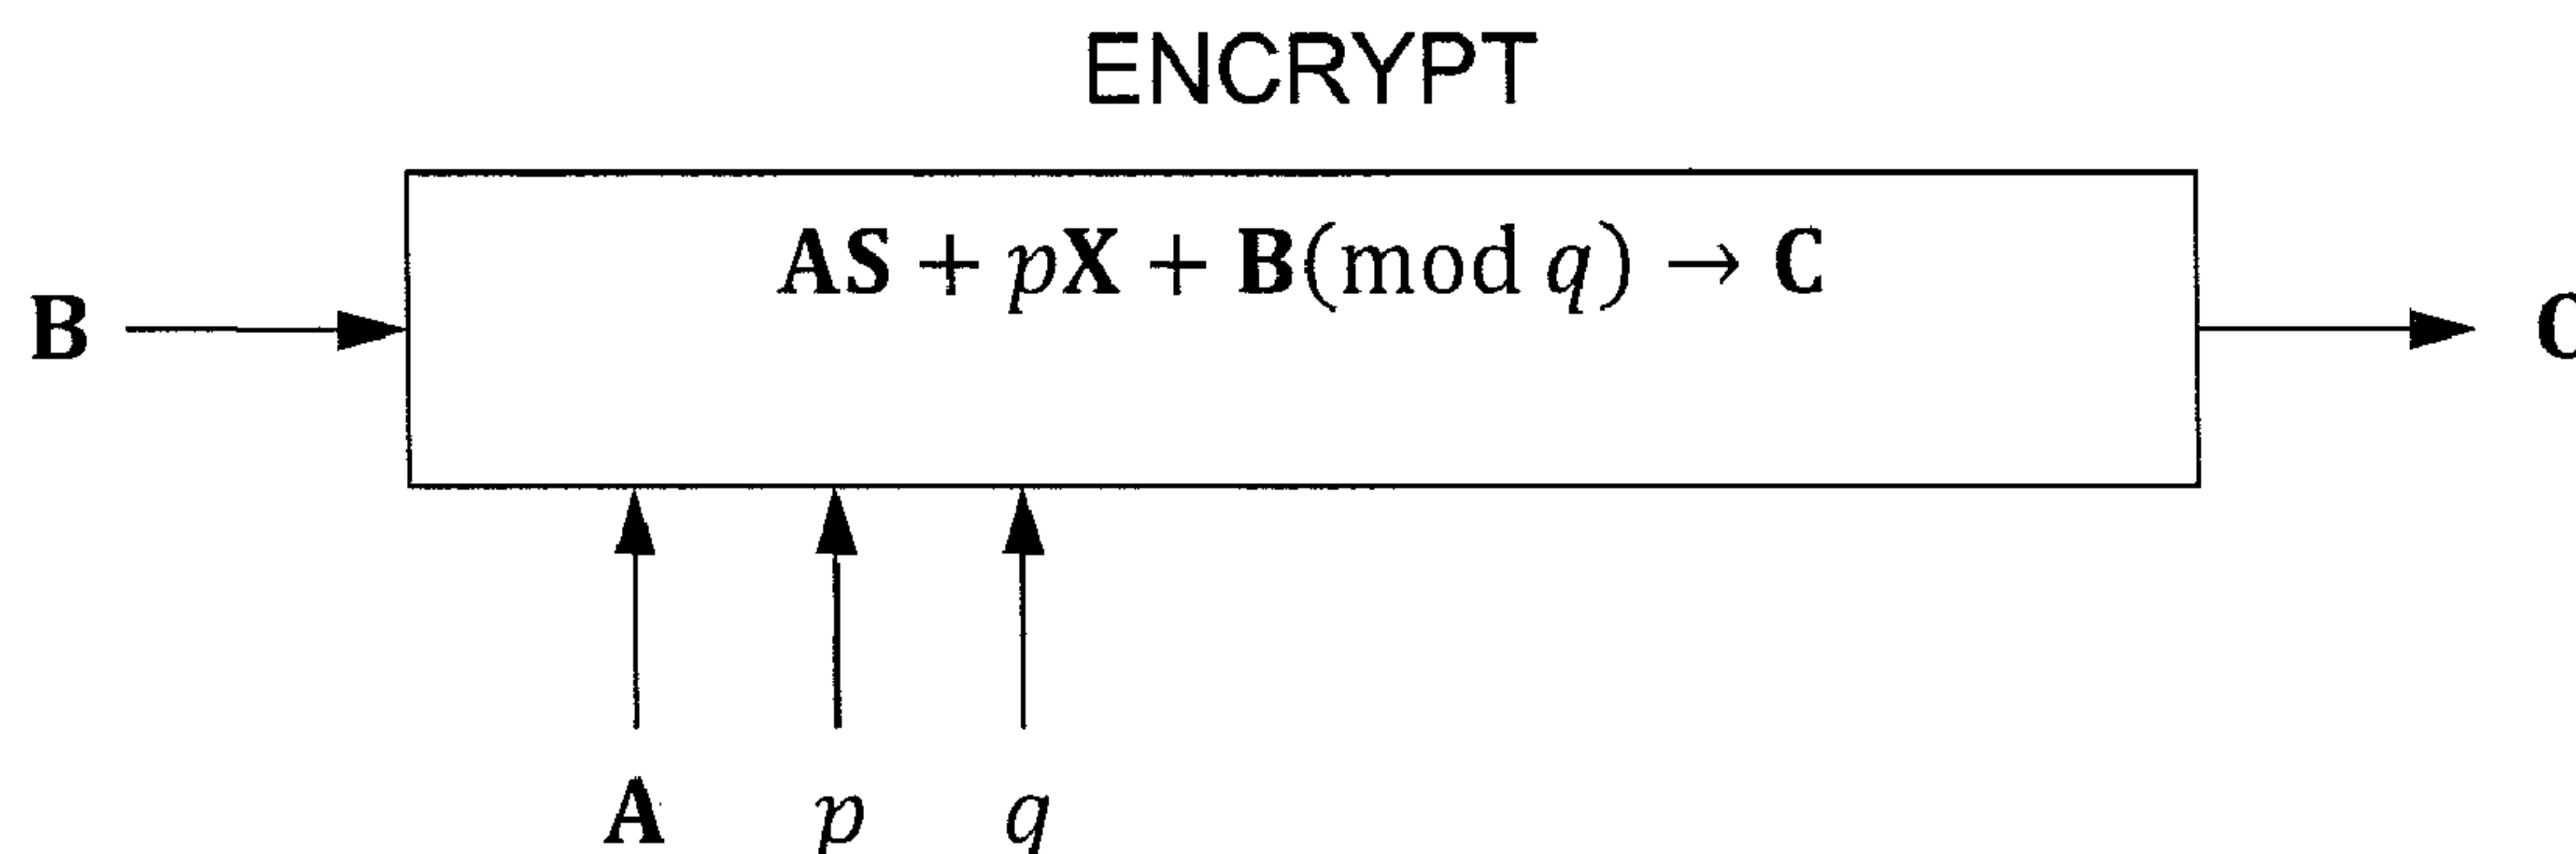 ENCRYPT
AS + pX + B(mod q) → C
B
C
A p q